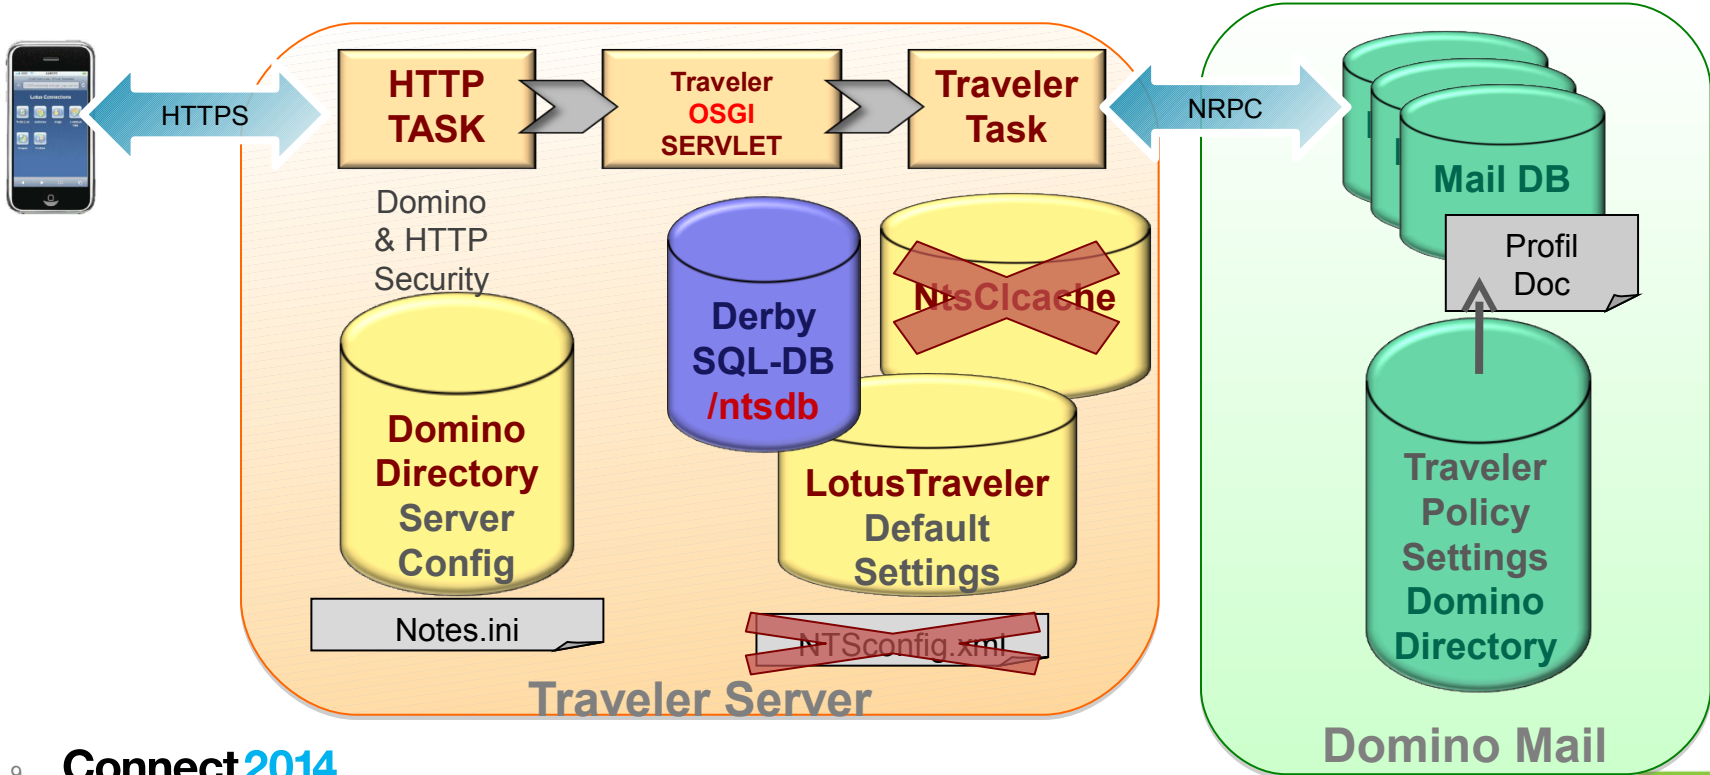 HTTPS
HTTP
TASK
Traveler
OSGI
SERVLET
Traveler
Task
NRPC
Mail DB
Profil
Doc
Domino
& HTTP
Security
Derby
SQL-DB
/ntsdb
NtsClcache
Domino
Directory
Server
Config
LotusTraveler
Default
Settings
Traveler
Policy
Settings
Domino
Directory
Notes.ini
NTSconfig.xml
Traveler Server
Domino Mail
9
Connect 2014